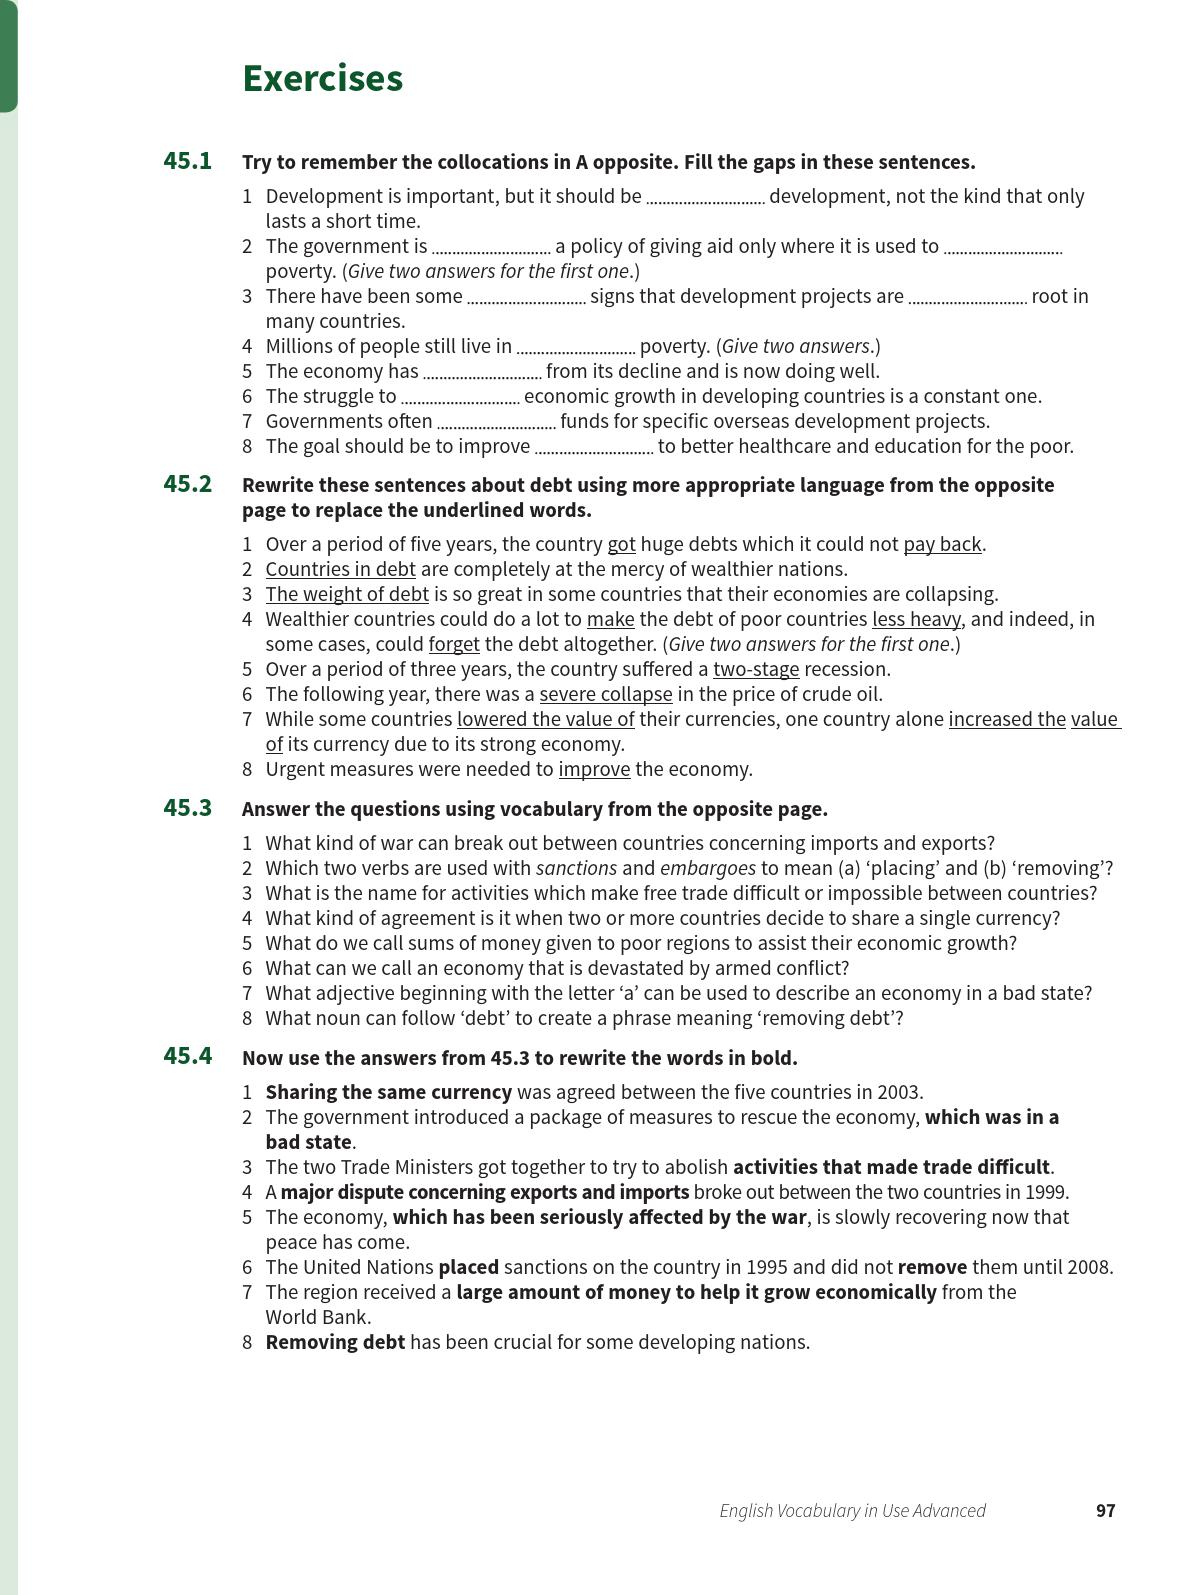 Exercises
45.1 Try to remember the collocations in A opposite. Fill the gaps in these sentences.
1 Development is important, but it should be ............................. development, not the kind that only
lasts a short time.
2 The government is ............................. a policy of giving aid only where it is used to .............................
poverty. (Give two answers for the first one.)
3 There have been some ............................. signs that development projects are ............................. root in
many countries.
4 Millions of people still live in ............................. poverty. (Give two answers.)
5 The economy has ............................. from its decline and is now doing well.
6 The struggle to ............................. economic growth in developing countries is a constant one.
7 Governments often ............................. funds for specific overseas development projects.
8 The goal should be to improve ............................. to better healthcare and education for the poor.
45.2 Rewrite these sentences about debt using more appropriate language from the opposite
page to replace the underlined words.
1 Over a period of five years, the country got huge debts which it could not pay back.
2 Countries in debt are completely at the mercy of wealthier nations.
3 The weight of debt is so great in some countries that their economies are collapsing.
4 Wealthier countries could do a lot to make the debt of poor countries less heavy, and indeed, in
some cases, could forget the debt altogether. (Give two answers for the first one.)
5 Over a period of three years, the country suffered a two-stage recession.
6 The following year, there was a severe collapse in the price of crude oil.
7 While some countries lowered the value of their currencies, one country alone increased the value
of its currency due to its strong economy.
8 Urgent measures were needed to improve the economy.
45.3 Answer the questions using vocabulary from the opposite page.
1 What kind of war can break out between countries concerning imports and exports?
2 Which two verbs are used with sanctions and embargoes to mean (a) ‘placing’ and (b) ‘removing’?
3 What is the name for activities which make free trade difficult or impossible between countries?
4 What kind of agreement is it when two or more countries decide to share a single currency?
5 What do we call sums of money given to poor regions to assist their economic growth?
6 What can we call an economy that is devastated by armed conflict?
7 What adjective beginning with the letter ‘a’ can be used to describe an economy in a bad state?
8 What noun can follow ‘debt’ to create a phrase meaning ‘removing debt’?
45.4 Now use the answers from 45.3 to rewrite the words in bold.
1 Sharing the same currency was agreed between the five countries in 2003.
2 The government introduced a package of measures to rescue the economy, which was in a
bad state.
3 The two Trade Ministers got together to try to abolish activities that made trade difficult.
4 A major dispute concerning exports and imports broke out between the two countries in 1999.
5 The economy, which has been seriously affected by the war, is slowly recovering now that
peace has come.
6 The United Nations placed sanctions on the country in 1995 and did not remove them until 2008.
7 The region received a large amount of money to help it grow economically from the
World Bank.
8 Removing debt has been crucial for some developing nations.
English Vocabulary in Use Advanced 97